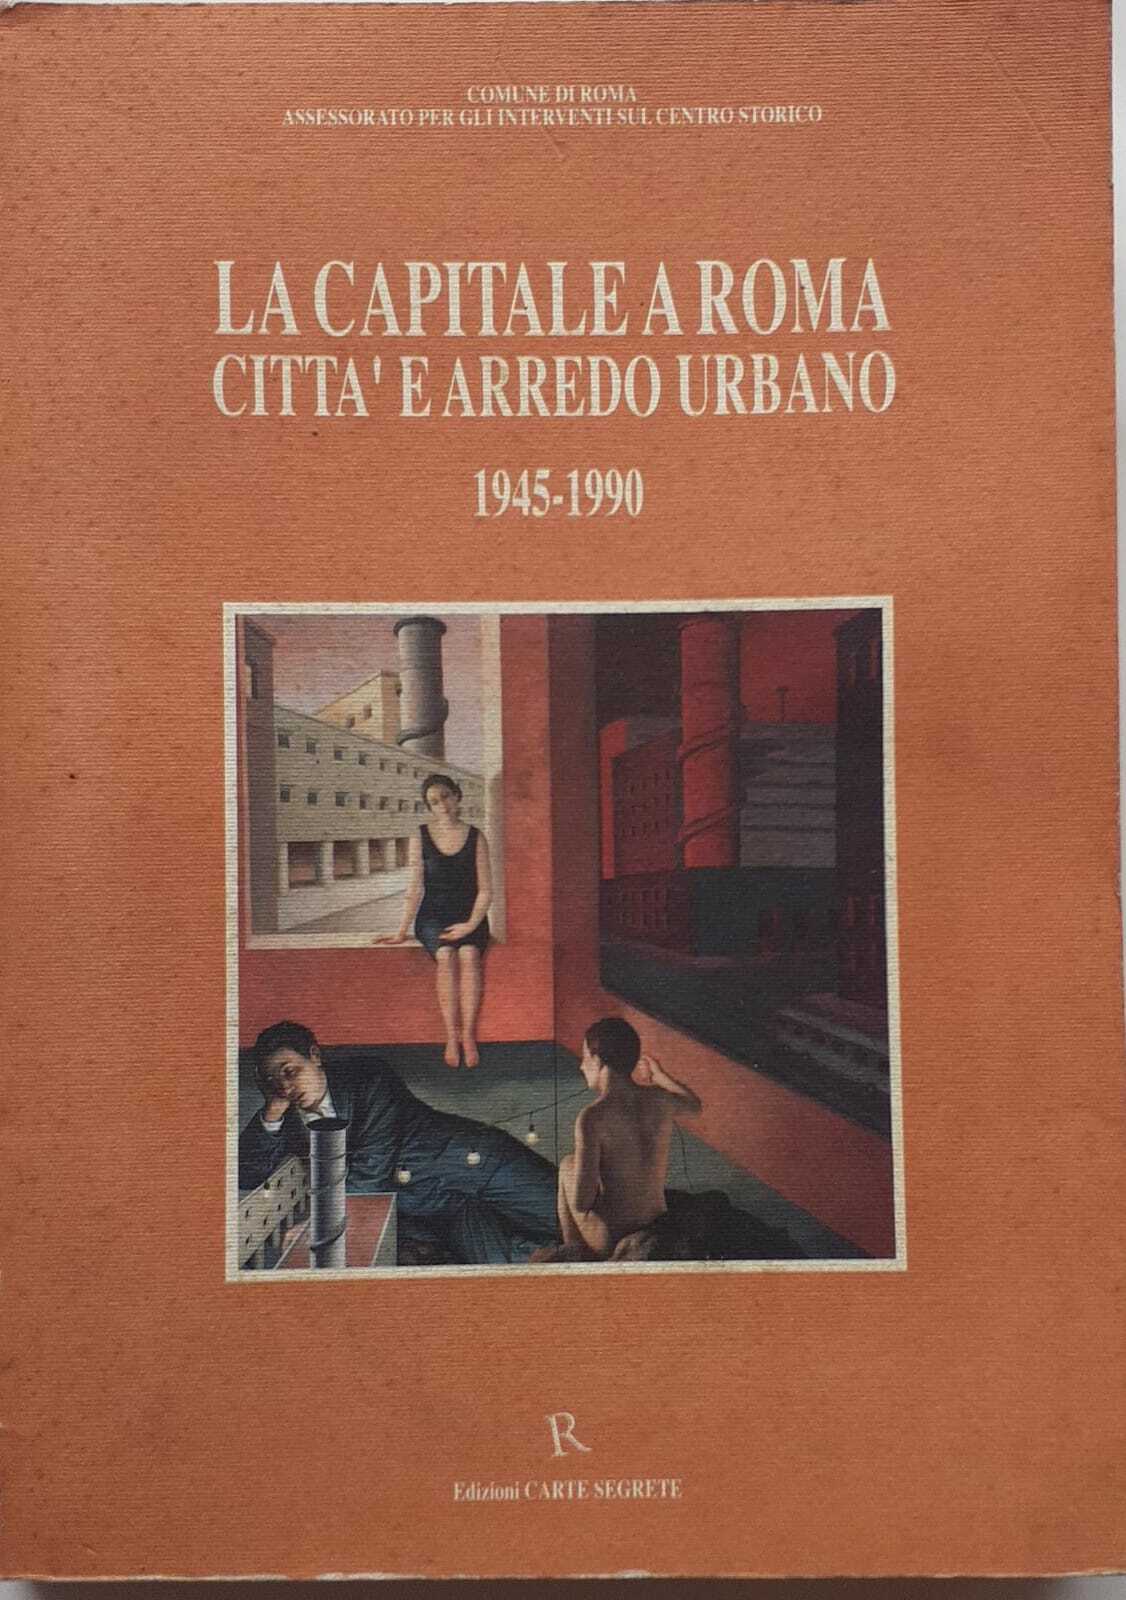 COMUNE DI ROMA
ASSESSORATO PER GLI INTERVENTI SUL CENTRO STORICO
LA CAPITALE A ROMA
CITTA' E ARREDO URBANO
1945-1990
R
Edizioni CARTE SEGRETE